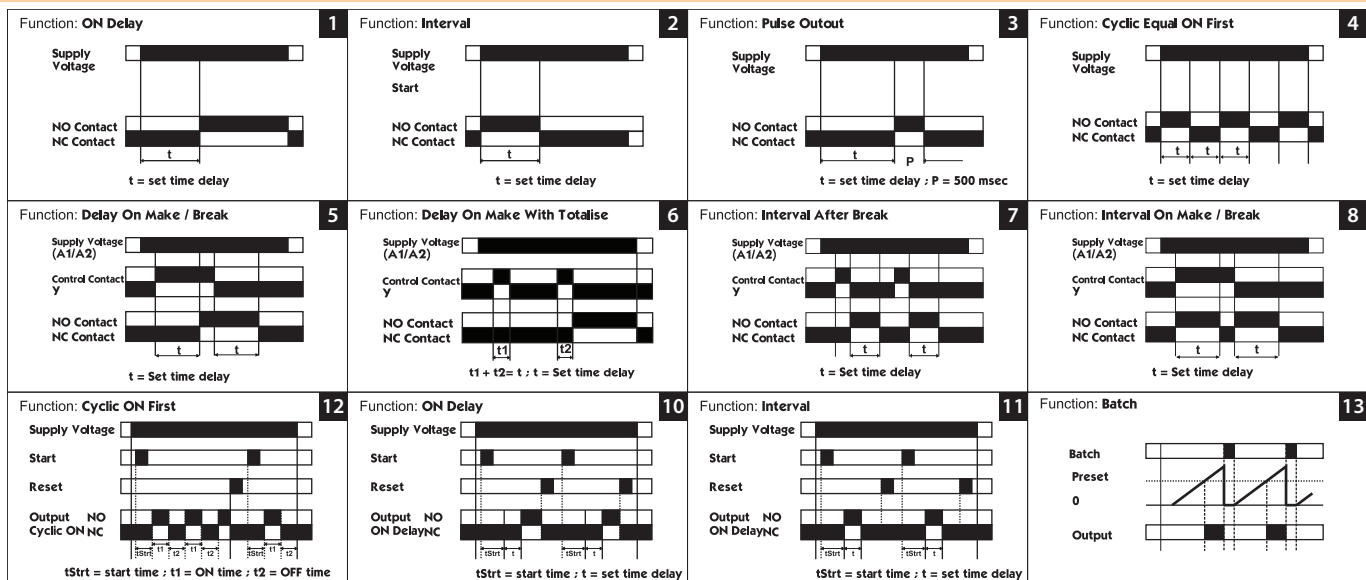 Function: ON Delay 1
Supply
Voltage
NO Contact
NC Contact
t
t = set time delay
Function: Interval 2
Supply
Voltage
Start
NO Contact
NC Contact
t
t = set time delay
Function: Pulse Outout 3
Supply
Voltage
NO Contact
NC Contact
t P
t = set time delay ; P = 500 msec
Function: Cyclic Equal ON First 4
Supply
Voltage
NO Contact
NC Contact
t t t
t = set time delay
Function: Delay On Make / Break 5
Supply Voltage
(A1/A2)
Control Contact
Y
NO Contact
NC Contact
t t
t = Set time delay
Function: Delay On Make With Totalise 6
Supply Voltage
(A1/A2)
Control Contact
Y
NO Contact
NC Contact
t1 t2
t1 + t2= t ; t = Set time delay
Function: Interval After Break 7
Supply Voltage
(A1/A2)
Control Contact
Y
NO Contact
NC Contact
t t
t = Set time delay
Function: Interval On Make / Break 8
Supply Voltage
(A1/A2)
Control Contact
Y
NO Contact
NC Contact
t t
t = Set time delay
Function: Cyclic ON First 12
Supply Voltage
Start
Reset
Output NO
Cyclic ON NC
tStrt t1 t2 t1 t2 tStrt t1 t2
tStrt = start time ; t1 = ON time ; t2 = OFF time
Function: ON Delay 10
Supply Voltage
Start
Reset
Output NO
ON DelayNC
tStrt t tStrt t
tStrt = start time ; t = set time delay
Function: Interval 11
Supply Voltage
Start
Reset
Output NO
ON DelayNC
tStrt t tStrt t
tStrt = start time ; t = set time delay
Function: Batch 13
Batch
Preset
0
Output